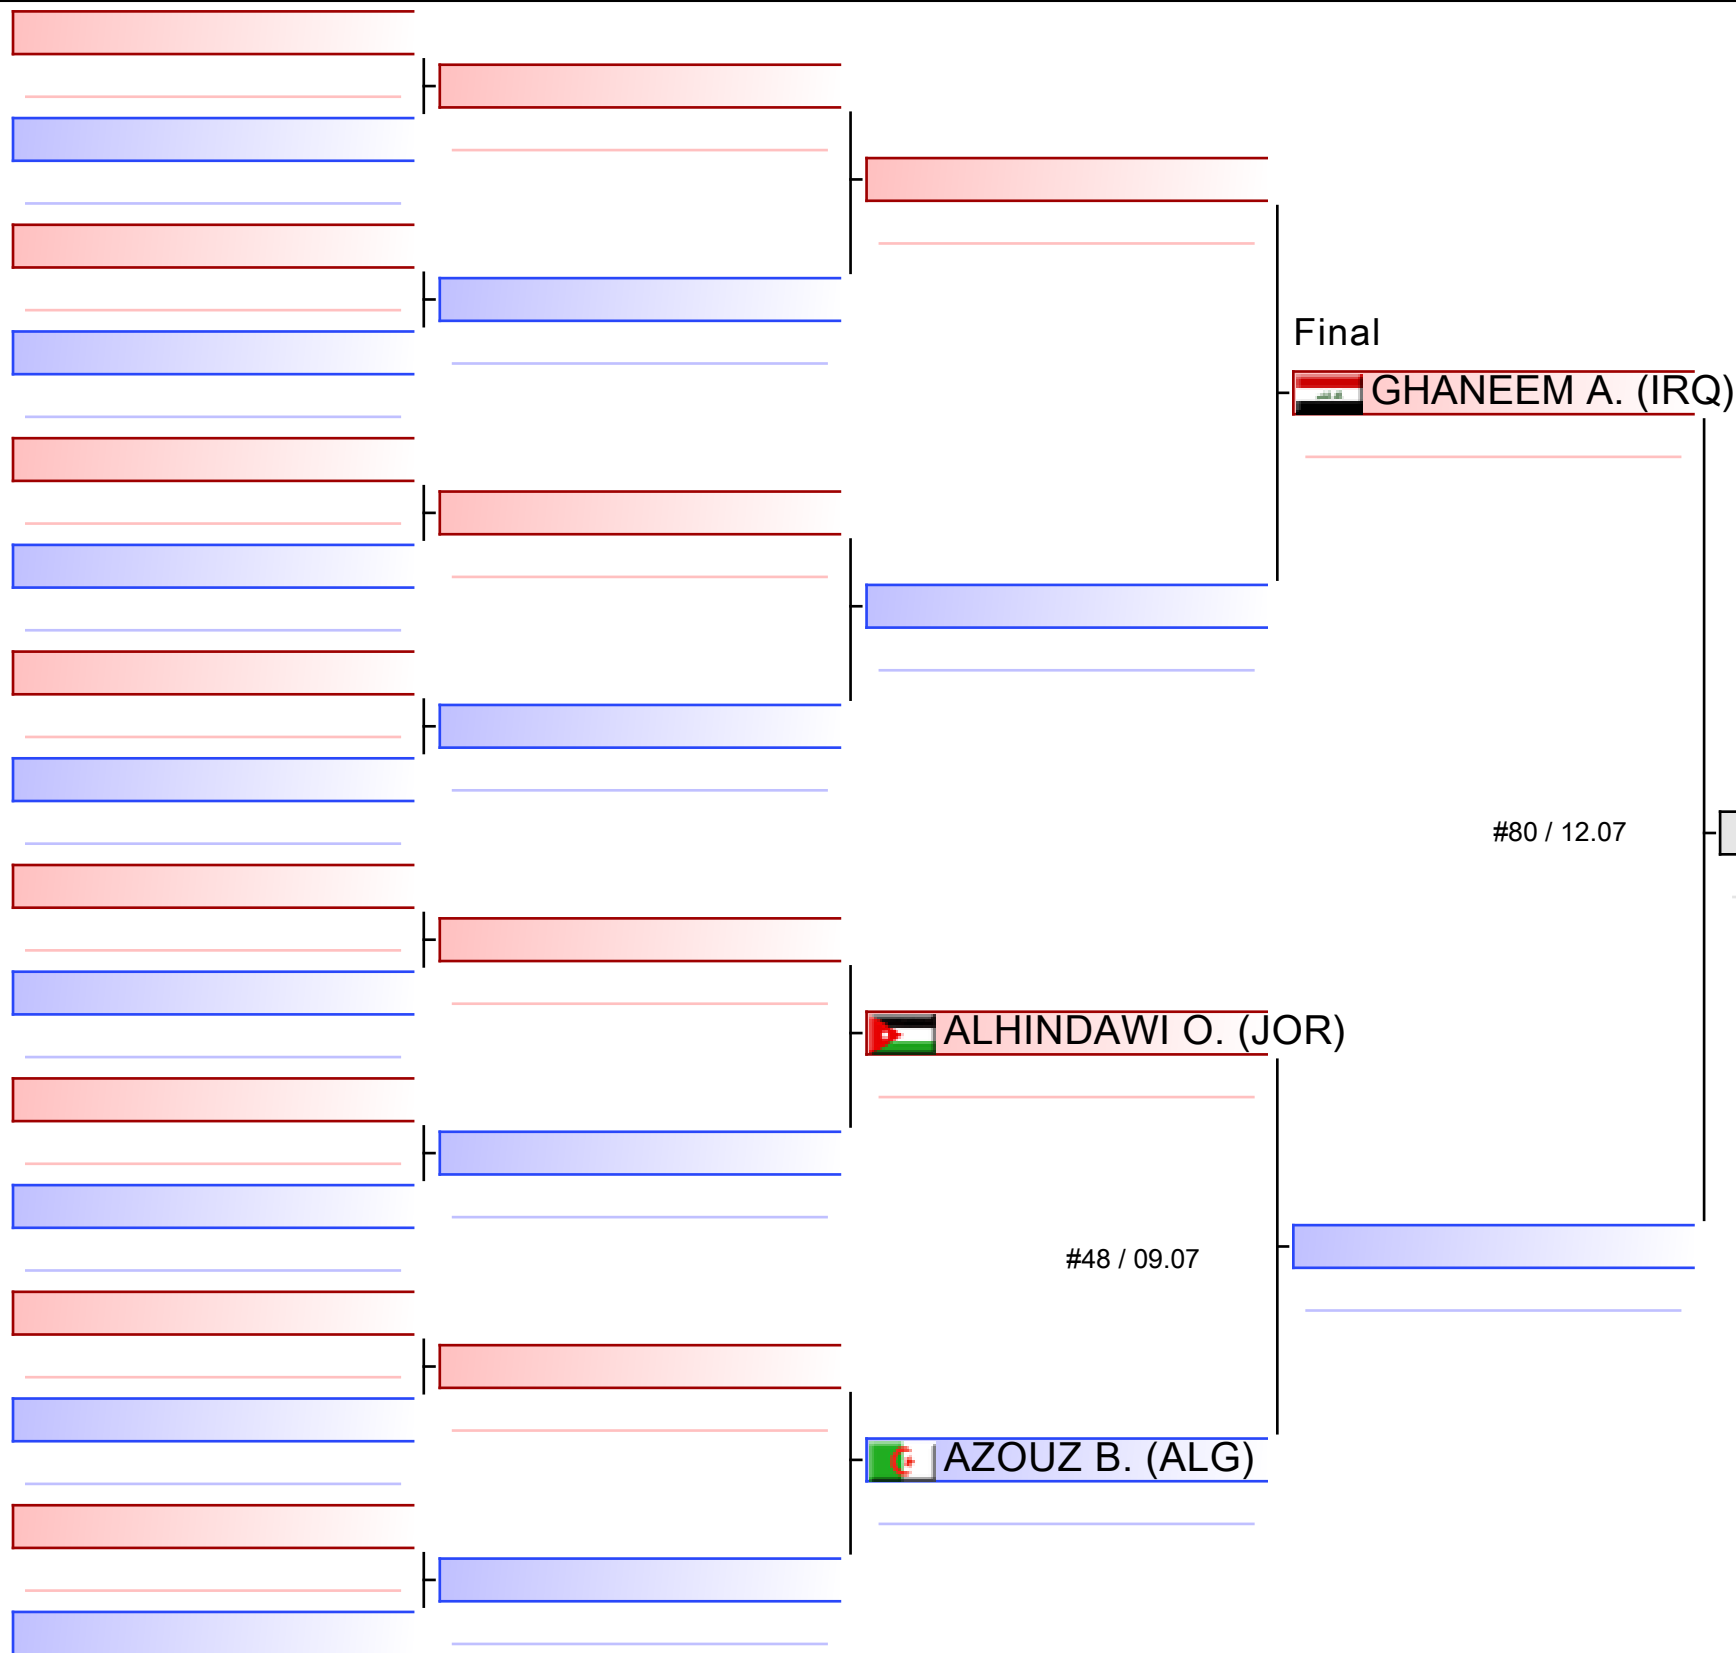 Final
GHANEEM A. (IRQ)
#80 / 12.07
ALHINDAWI O. (JOR)
#48 / 09.07
AZOUZ B. (ALG)